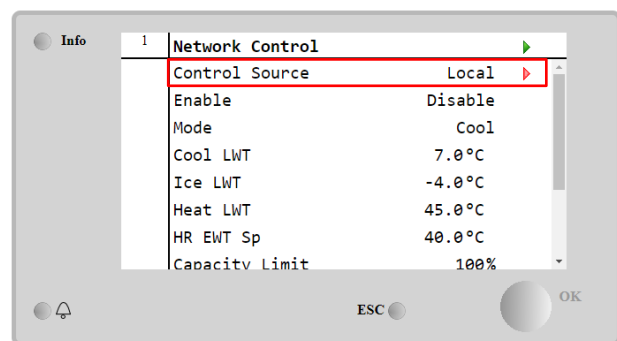 Info
1 Network Control
Control Source Local
Enable Disable
Mode Cool
Cool LWT 7.0°C
Ice LWT -4.0°C
Heat LWT 45.0°C
HR EWT Sp 40.0°C
Capacity Limit 100%
ESC
OK